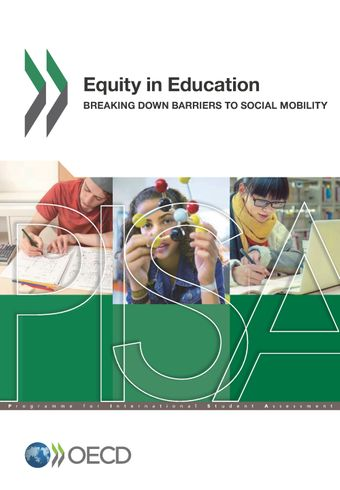 Equity in Education
BREAKING DOWN BARRIERS TO SOCIAL MOBILITY
PISA
Programme for International Student Assessment
OECD